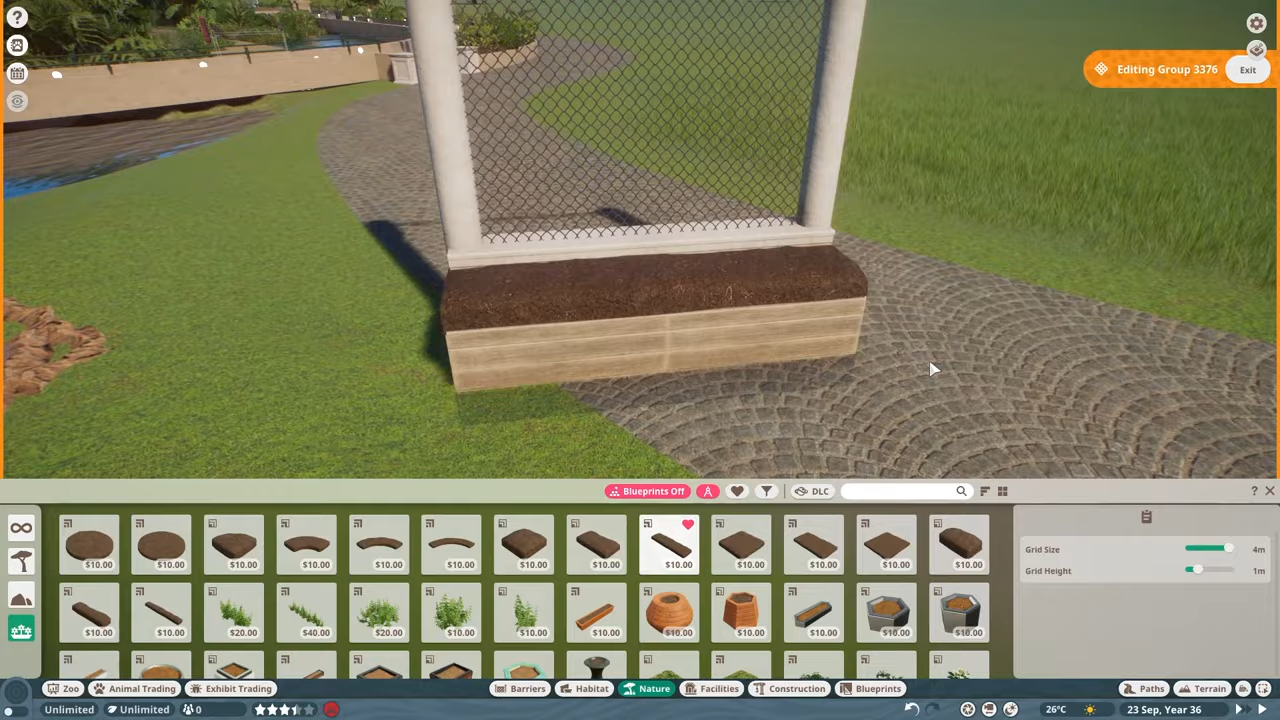 Editing Group 3376
Exit
Blueprints Off
DLC
$10.00 $10.00 $10.00 $10.00 $10.00 $10.00 $10.00 $10.00 $10.00 $10.00 $10.00 $10.00 $10.00
Grid Size 4m
Grid Height 1m
$10.00 $10.00 $20.00 $40.00 $20.00 $10.00 $10.00 $10.00 $10.00 $10.00 $10.00 $10.00 $10.00
Zoo Animal Trading Exhibit Trading Barriers Habitat Nature Facilities Construction Blueprints Paths Terrain
Unlimited Unlimited 0 26°C 23 Sep, Year 36